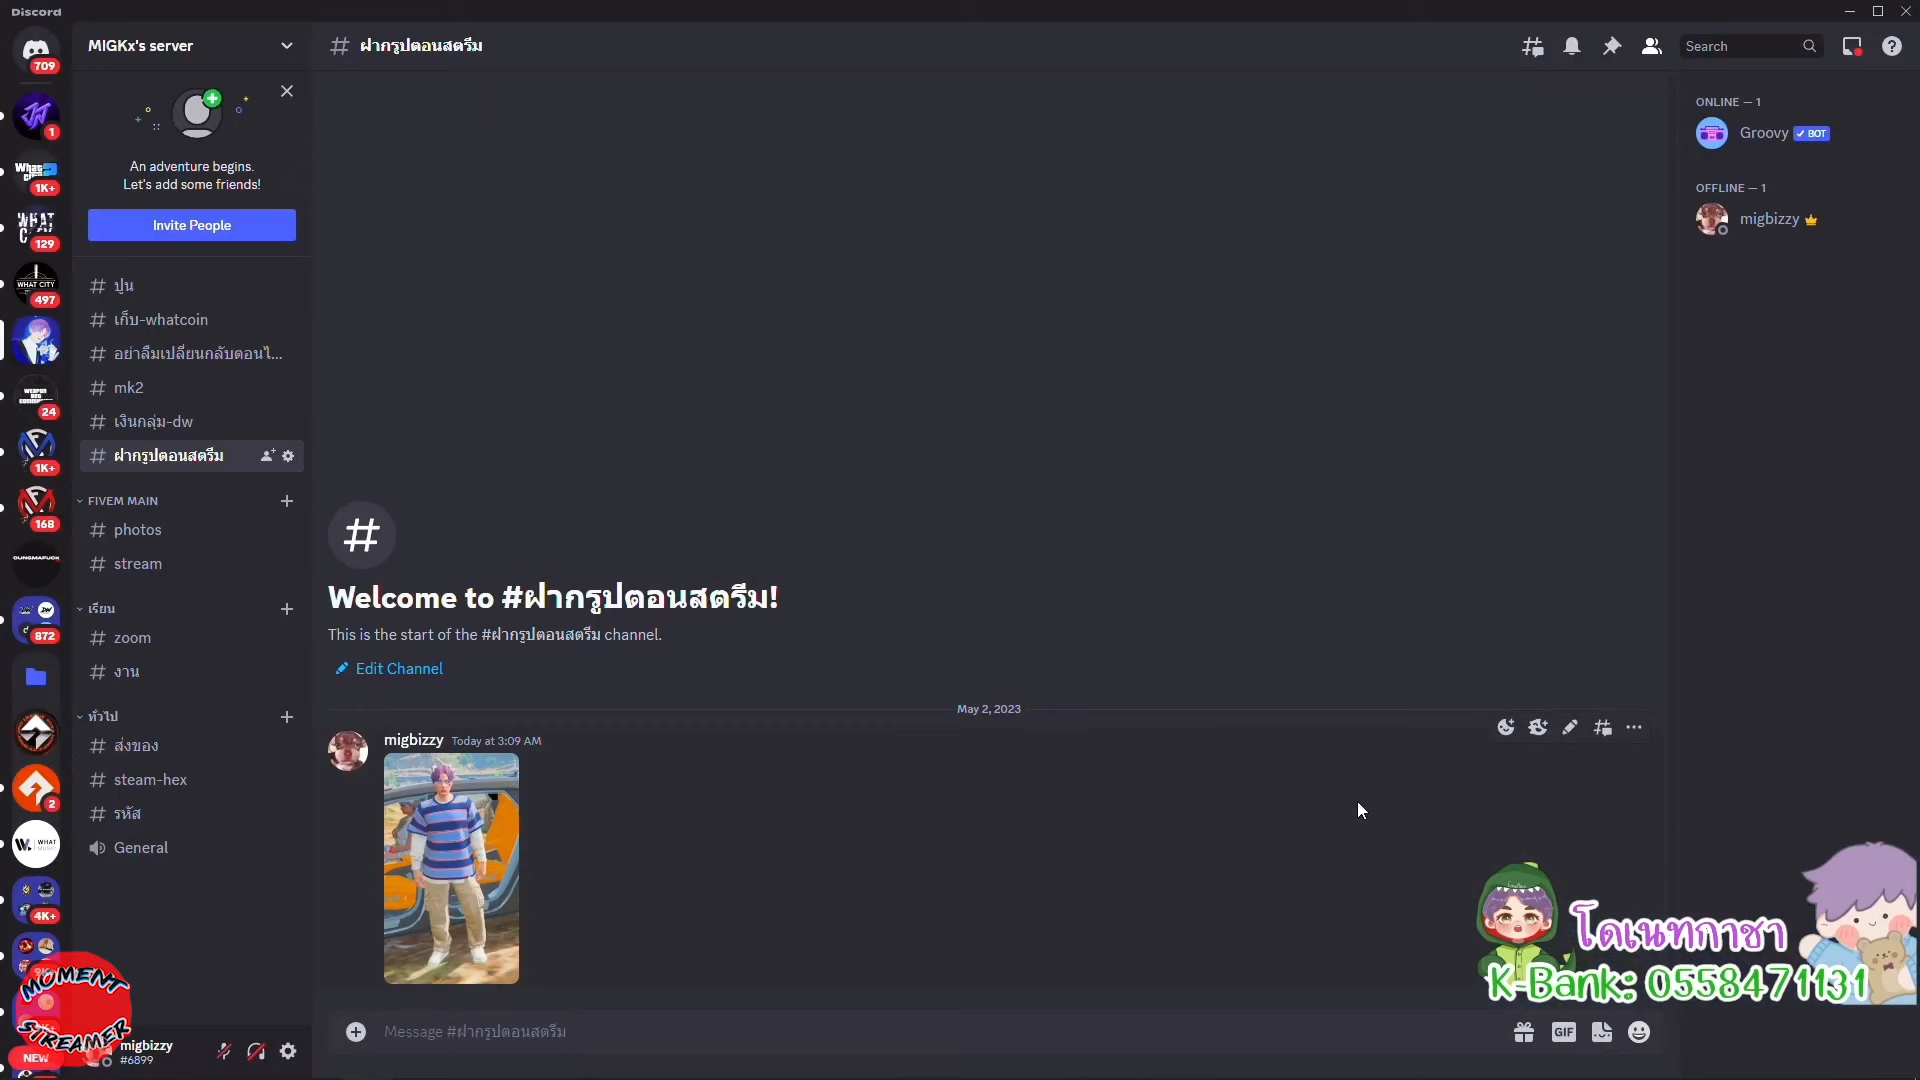 Discord
709
1
1K+
129
497
24
1K+
168
872
2
4K+
NEW
WHAT CITY
MIGKx's server
An adventure begins.
Let's add some friends!
Invite People
ปูน
เก็บ-whatcoin
อย่าลืมเปลี่ยนกลับตอนไ...
mk2
เงินกลุ่ม-dw
ฝากรูปตอนสตรีม
FIVEM MAIN
photos
stream
เรียน
zoom
งาน
ทั่วไป
ส่งของ
steam-hex
รหัส
General
MOMENT
STREAMER
migbizzy
#6899
# ฝากรูปตอนสตรีม
Search
#
Welcome to #ฝากรูปตอนสตรีม!
This is the start of the #ฝากรูปตอนสตรีม channel.
Edit Channel
May 2, 2023
migbizzy Today at 3:09 AM
Message #ฝากรูปตอนสตรีม
GIF
ONLINE — 1
Groovy BOT
OFFLINE — 1
migbizzy
โดเนทกาชา
K-Bank: 0558471131